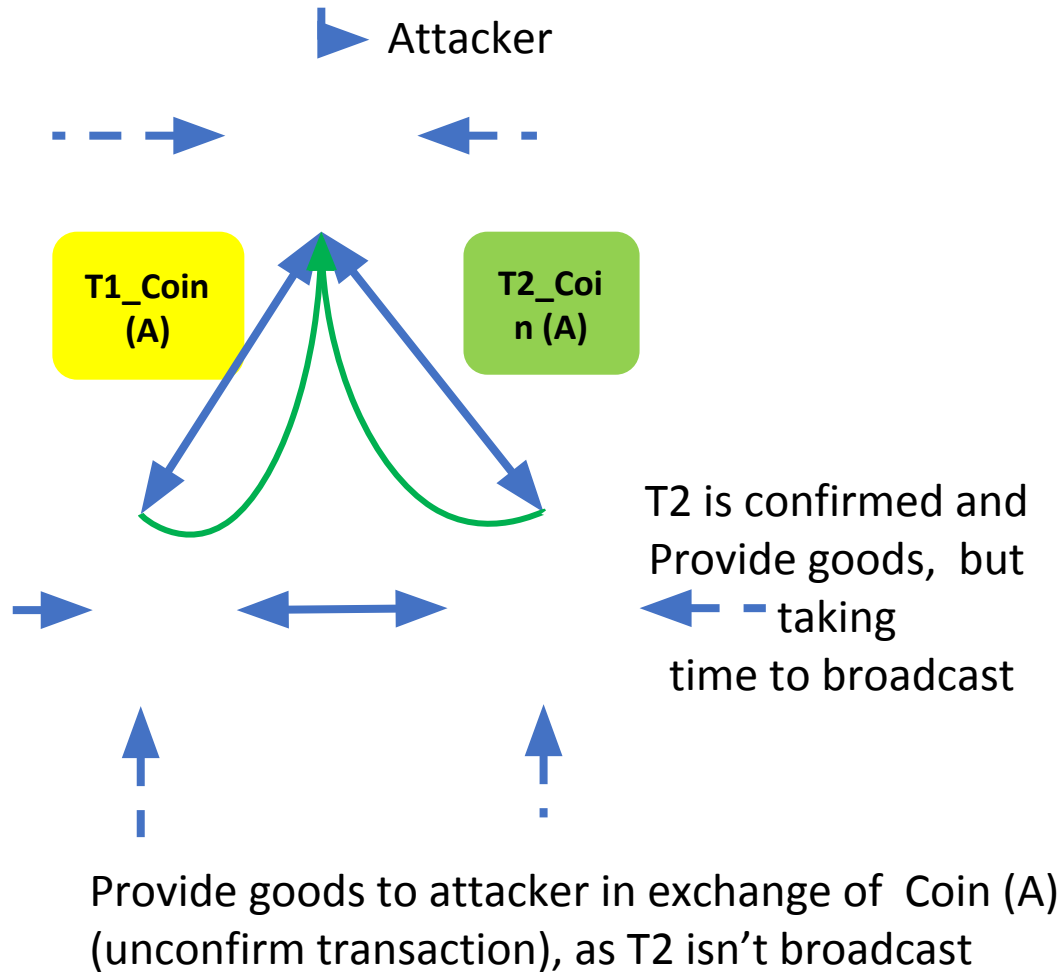 Attacker
T1_Coin
(A)
T2_Coi
n (A)
T2 is confirmed and
Provide goods, but
taking
time to broadcast
Provide goods to attacker in exchange of Coin (A)
(unconfirm transaction), as T2 isn't broadcast